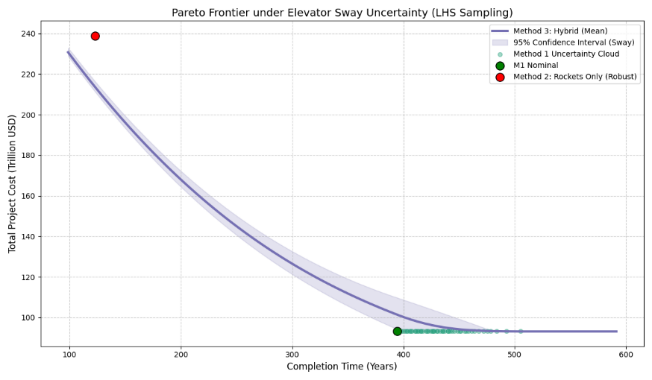 Pareto Frontier under Elevator Sway Uncertainty (LHS Sampling)
Method 3: Hybrid (Mean)
95% Confidence Interval (Sway)
Method 1 Uncertainty Cloud
M1 Nominal
Method 2: Rockets Only (Robust)
Total Project Cost (Trillion USD)
240
220
200
180
160
140
120
100
100 200 300 400 500 600
Completion Time (Years)